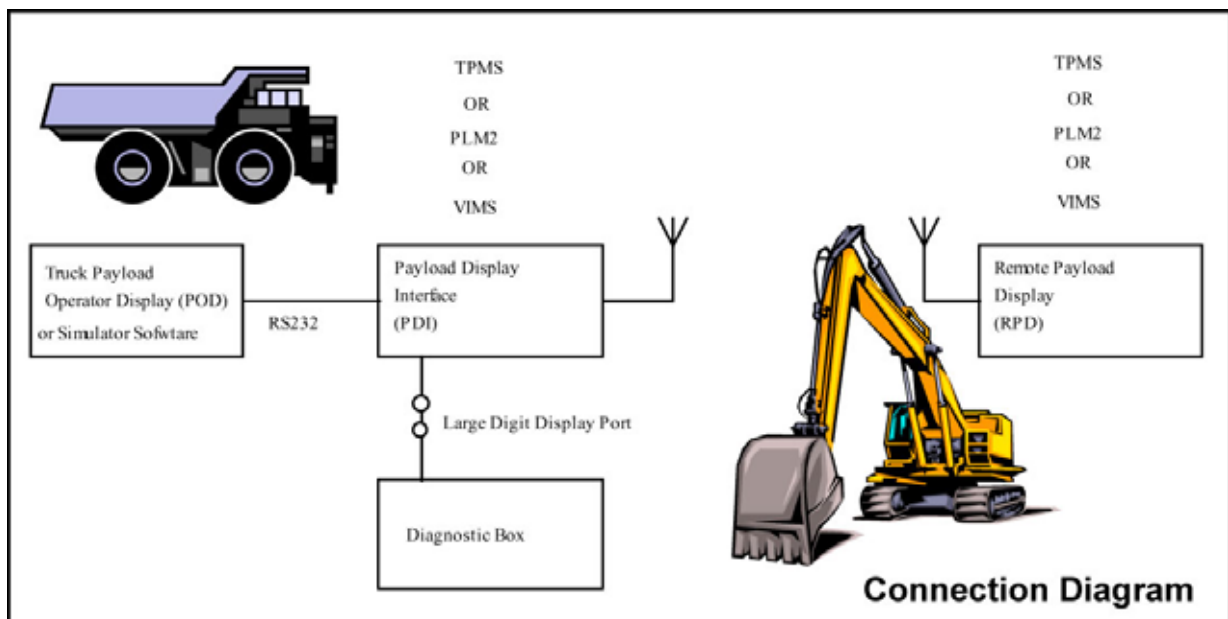 TPMS
OR
PLM2
OR
VIMS
TPMS
OR
PLM2
OR
VIMS
Truck Payload
Operator Display (POD)
or Simulator Sofwtare
RS232
Payload Display
Interface
(PDI)
Remote Payload
Display
(RPD)
Large Digit Display Port
Diagnostic Box
Connection Diagram